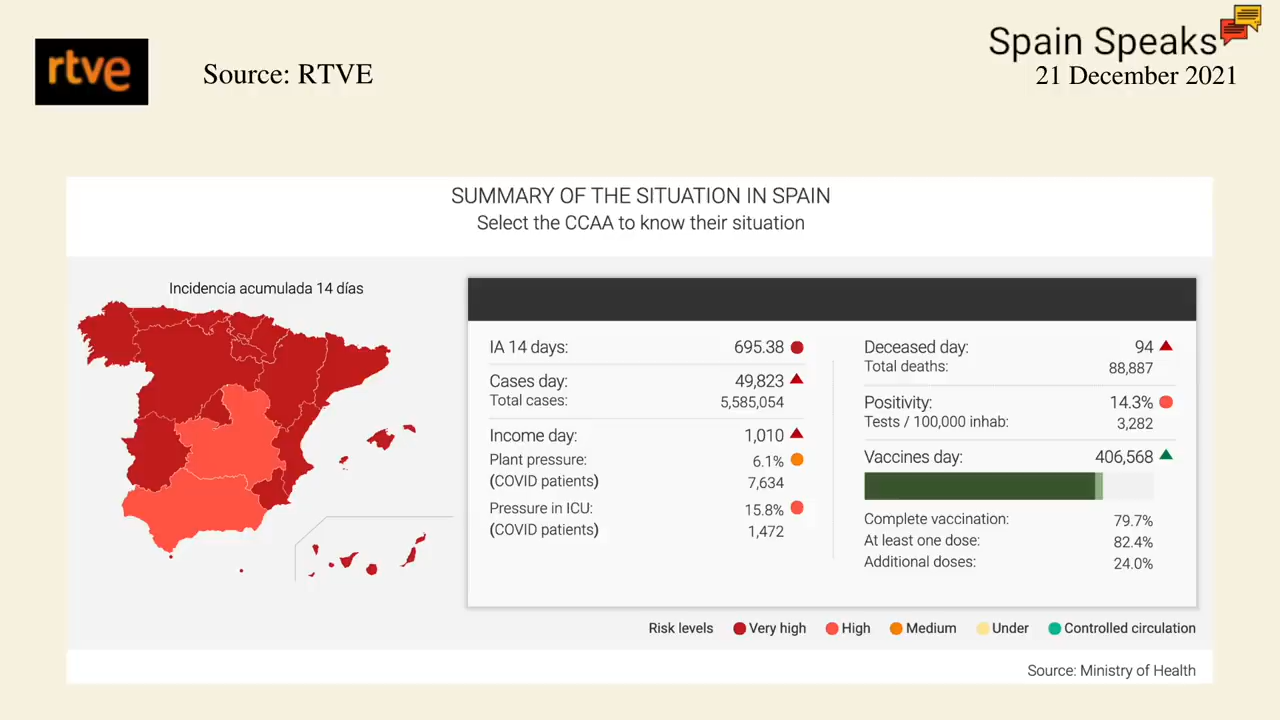 rtve
Source: RTVE
Spain Speaks
21 December 2021
SUMMARY OF THE SITUATION IN SPAIN
Select the CCAA to know their situation
Incidencia acumulada 14 días
IA 14 days: 695.38
Cases day: 49,823
Total cases: 5,585,054
Income day: 1,010
Plant pressure: 6.1%
(COVID patients) 7,634
Pressure in ICU: 15.8%
(COVID patients) 1,472
Deceased day: 94
Total deaths: 88,887
Positivity: 14.3%
Tests / 100,000 inhab: 3,282
Vaccines day: 406,568
Complete vaccination: 79.7%
At least one dose: 82.4%
Additional doses: 24.0%
Risk levels Very high High Medium Under Controlled circulation
Source: Ministry of Health